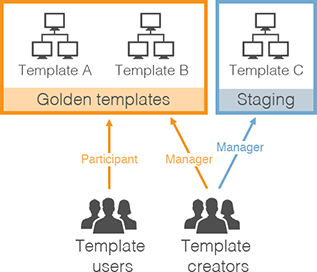 Template A
Template B
Template C
Golden templates
Staging
Participant
Manager
Manager
Template
users
Template
creators